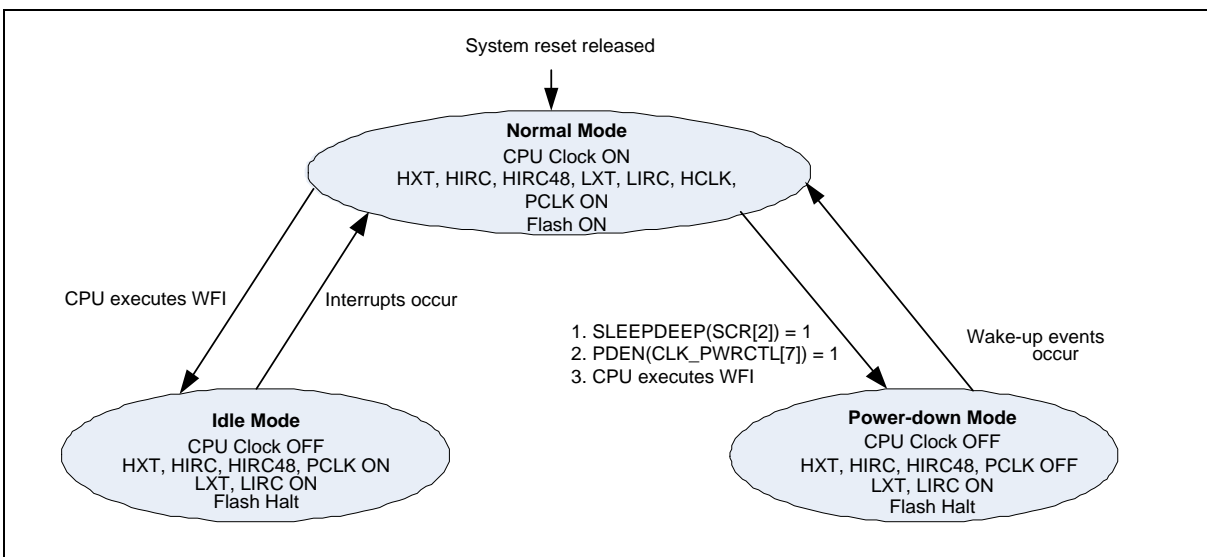 System reset released
Normal Mode
CPU Clock ON
HXT, HIRC, HIRC48, LXT, LIRC, HCLK,
PCLK ON
Flash ON
CPU executes WFI
Interrupts occur
1. SLEEPDEEP(SCR[2]) = 1
2. PDEN(CLK_PWRCTL[7]) = 1
3. CPU executes WFI
Wake-up events
occur
Idle Mode
CPU Clock OFF
HXT, HIRC, HIRC48, PCLK ON
LXT, LIRC ON
Flash Halt
Power-down Mode
CPU Clock OFF
HXT, HIRC, HIRC48, PCLK OFF
LXT, LIRC ON
Flash Halt